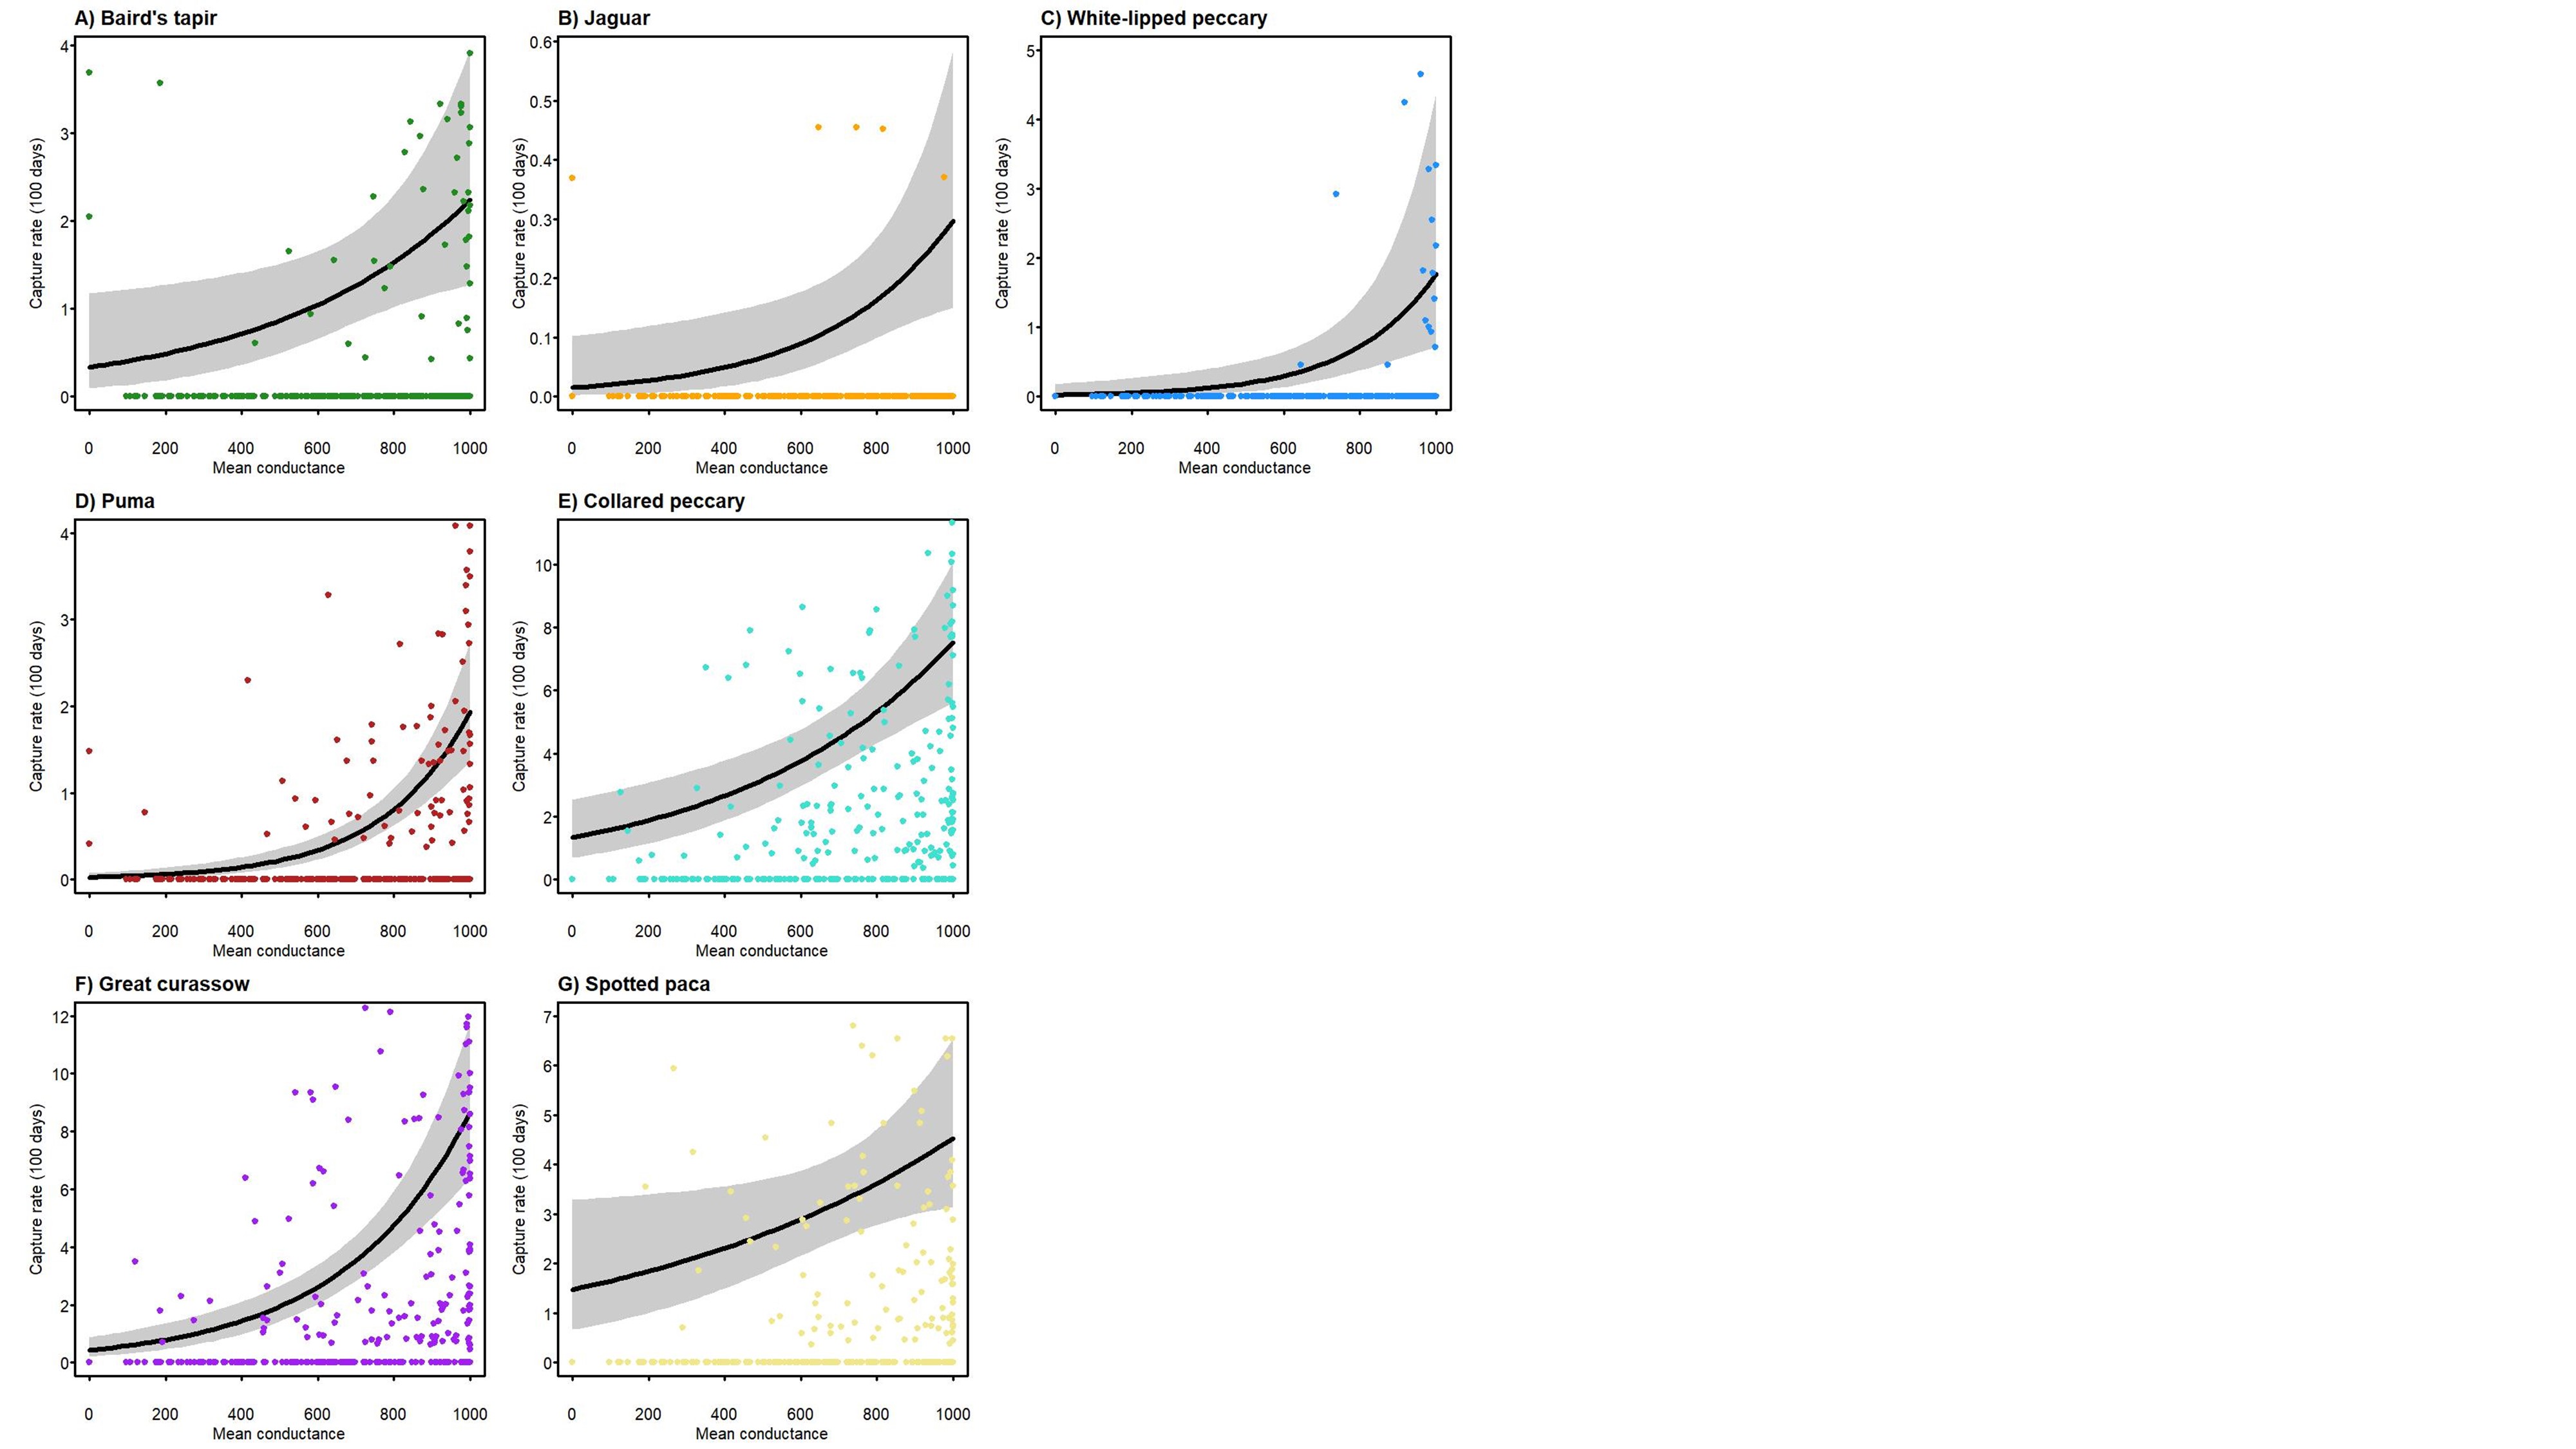 A) Baird's tapir
Capture rate (100 days)
4
3
2
1
0
0 200 400 600 800 1000
Mean conductance
B) Jaguar
Capture rate (100 days)
0.6
0.5
0.4
0.3
0.2
0.1
0.0
0 200 400 600 800 1000
Mean conductance
C) White-lipped peccary
Capture rate (100 days)
5
4
3
2
1
0
0 200 400 600 800 1000
Mean conductance
D) Puma
Capture rate (100 days)
4
3
2
1
0
0 200 400 600 800 1000
Mean conductance
E) Collared peccary
Capture rate (100 days)
10
8
6
4
2
0
0 200 400 600 800 1000
Mean conductance
F) Great curassow
Capture rate (100 days)
12
10
8
6
4
2
0
0 200 400 600 800 1000
Mean conductance
G) Spotted paca
Capture rate (100 days)
7
6
5
4
3
2
1
0
0 200 400 600 800 1000
Mean conductance